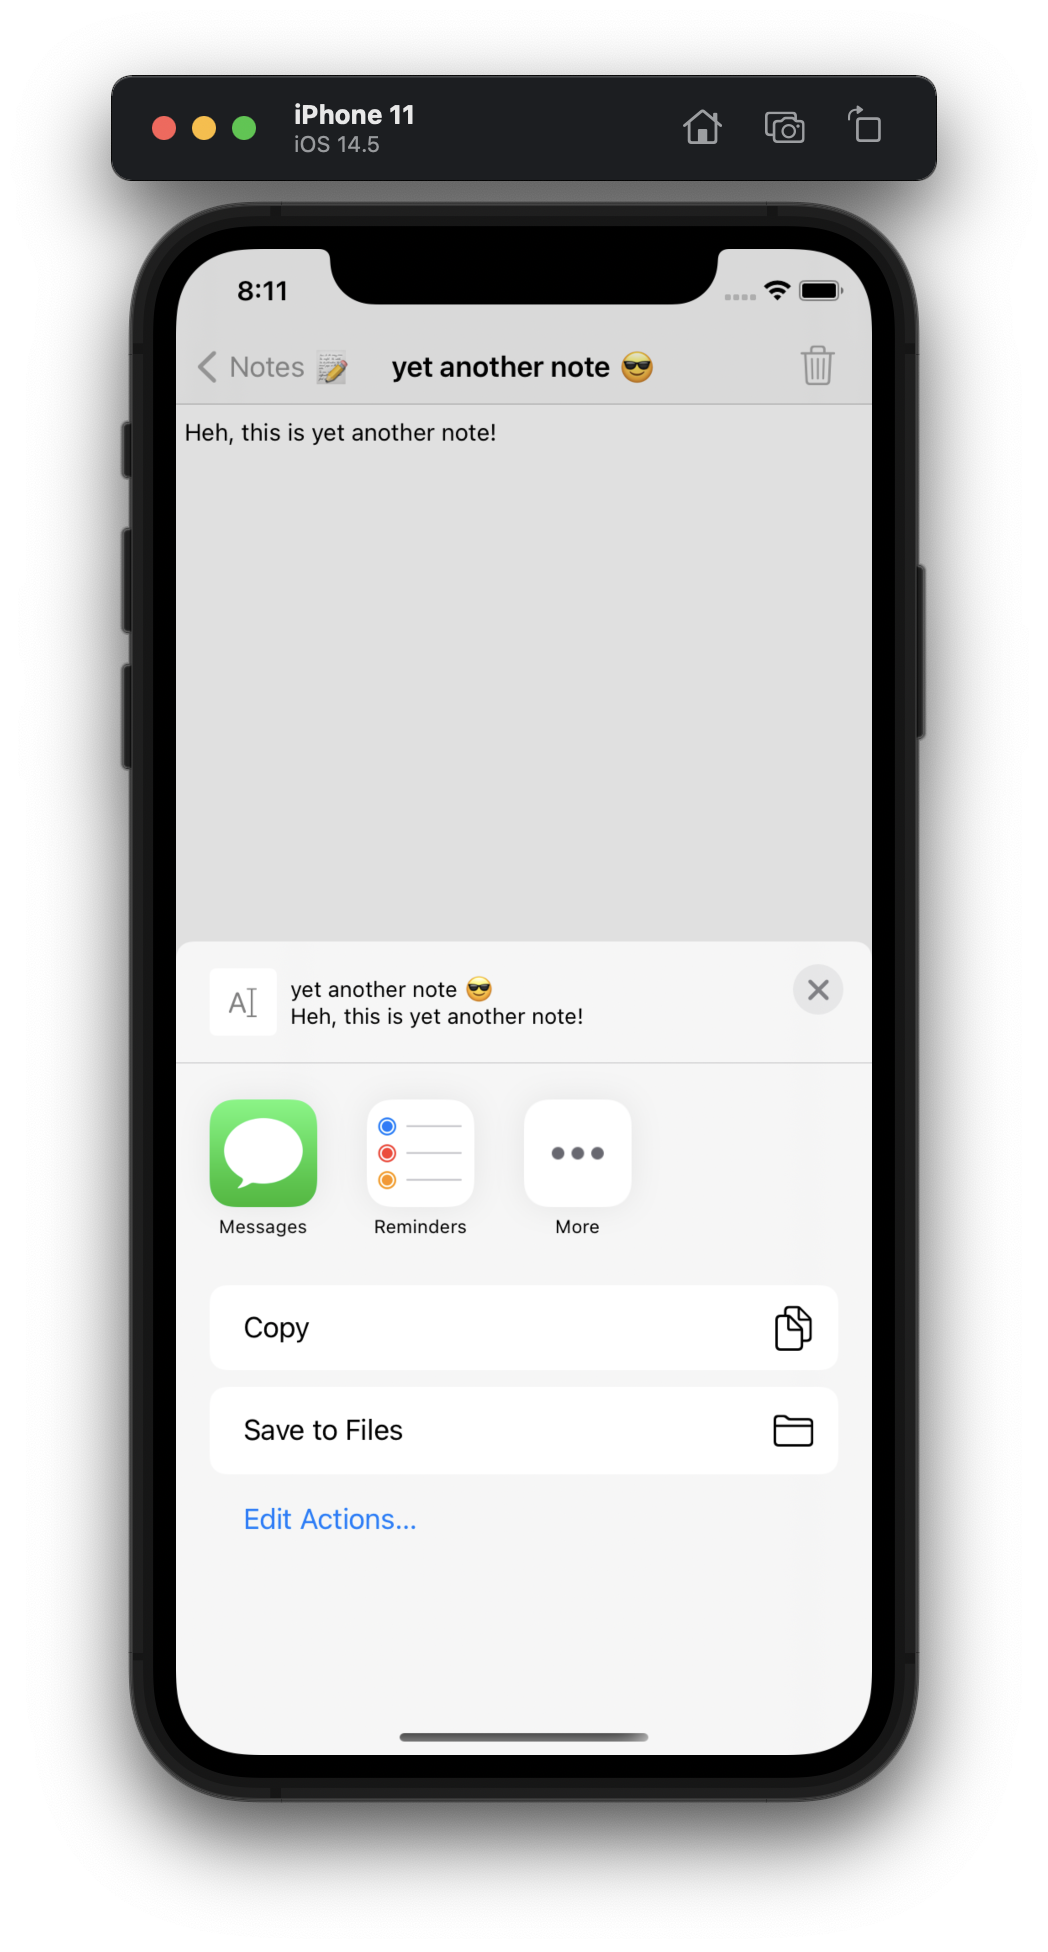 iPhone 11
iOS 14.5
8:11
Notes 📝 yet another note 😎
Heh, this is yet another note!
A
yet another note 😎
Heh, this is yet another note!
Messages Reminders More
Copy
Save to Files
Edit Actions...